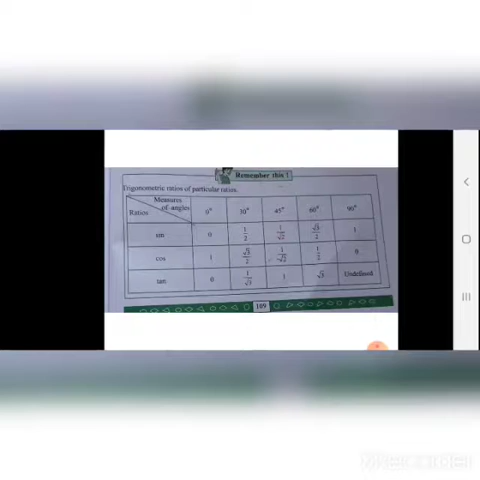 Remember this !
Trigonometric ratios of particular ratios.
Measures of angles
Ratios
0° 30° 45° 60° 90°
sin 0 1/2 1/√2 √3/2 1
cos 1 √3/2 1/√2 1/2 0
tan 0 1/√3 1 √3 Undefined
189